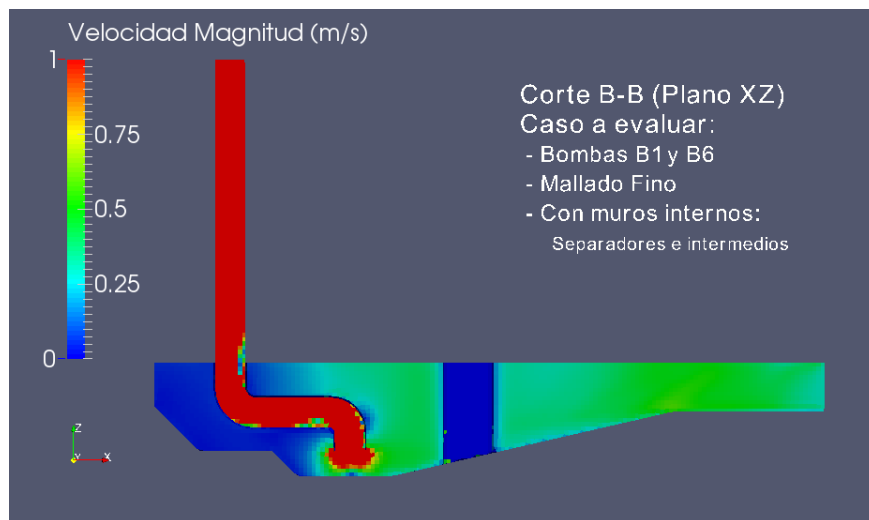 Velocidad Magnitud (m/s)
1
0.75
0.5
0.25
0
Corte B-B (Plano XZ)
Caso a evaluar:
- Bombas B1 y B6
- Mallado Fino
- Con muros internos:
Separadores e intermedios
Z
Y
X